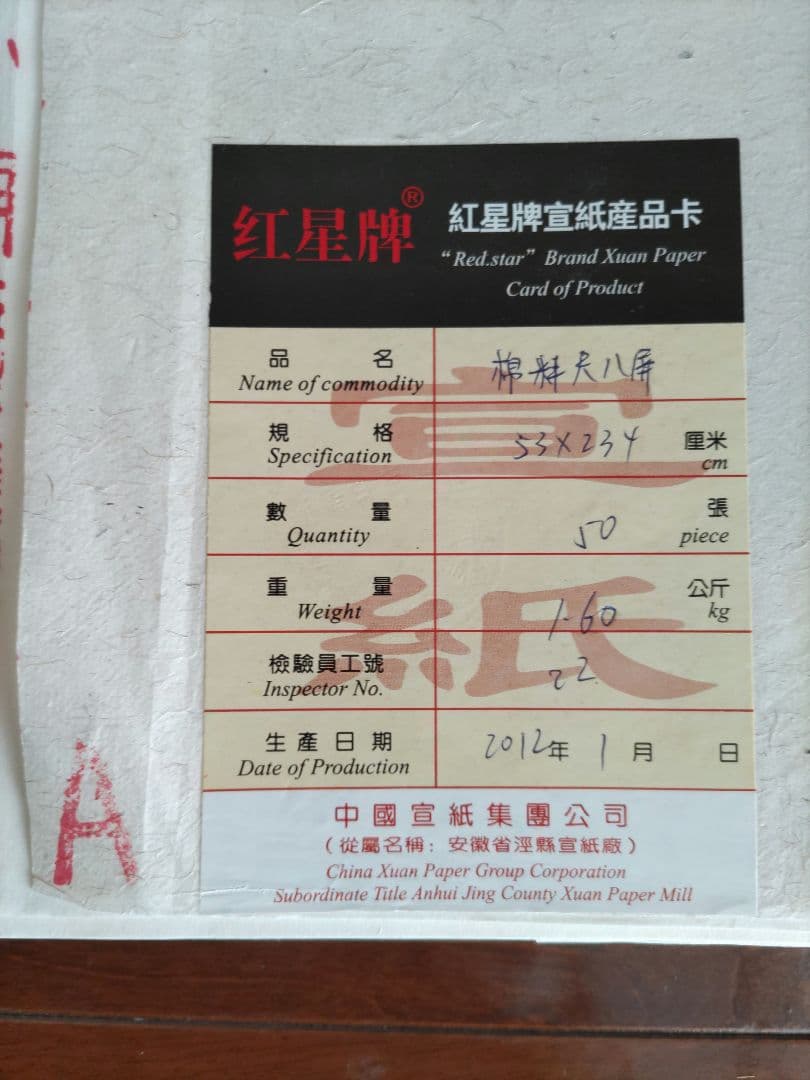 红星牌®
紅星牌宣紙産品卡
"Red.star" Brand Xuan Paper
Card of Product
品名 棉料尺八屏
Name of commodity
規格 53X234 厘米
Specification cm
數量 50 張
Quantity piece
重量 1.60 公斤
Weight kg
檢驗員工號 22
Inspector No.
生產日期 2012年 1月 日
Date of Production
宣紙
中國宣紙集團公司
(從屬名稱：安徽省涇縣宣紙廠)
China Xuan Paper Group Corporation
Subordinate Title Anhui Jing County Xuan Paper Mill
A